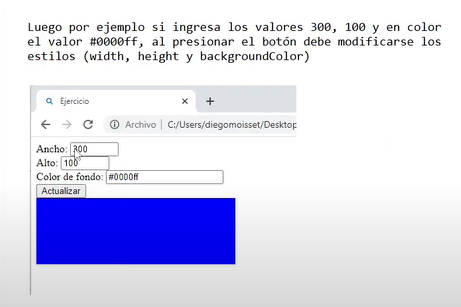 Luego por ejemplo si ingresa los valores 300, 100 y en color
el valor #0000ff, al presionar el botón debe modificarse los
estilos (width, height y backgroundColor)
Ejercicio
Archivo | C:/Users/diegomoisset/Desktop
Ancho: 300
Alto: 100
Color de fondo: #0000ff
Actualizar